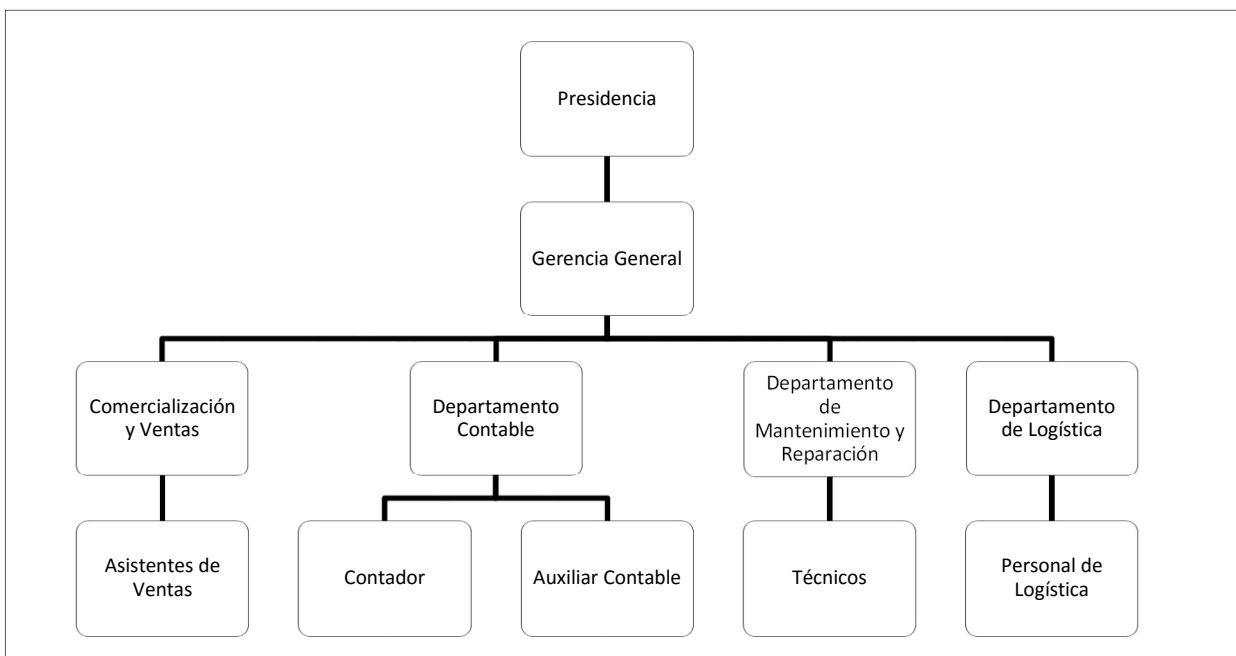 Presidencia
Gerencia General
Comercialización
y Ventas
Departamento
Contable
Departamento
de
Mantenimiento y
Reparación
Departamento
de Logística
Asistentes de
Ventas
Contador
Auxiliar Contable
Técnicos
Personal de
Logística